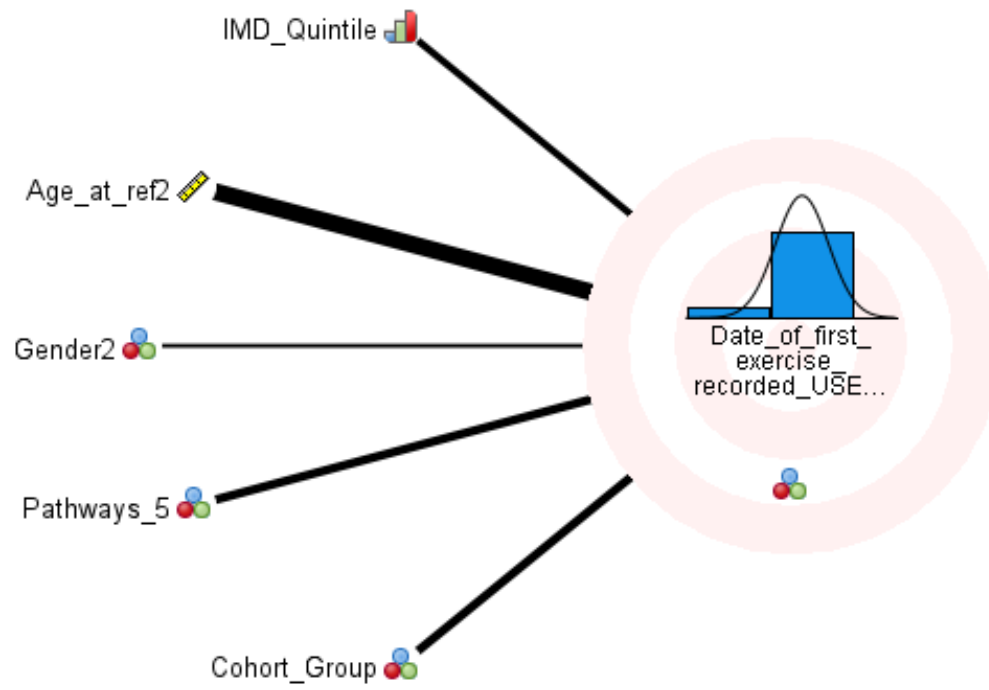 IMD_Quintile
Age_at_ref2
Gender2
Pathways_5
Cohort_Group
Date_of_first_
exercise_
recorded_USE...